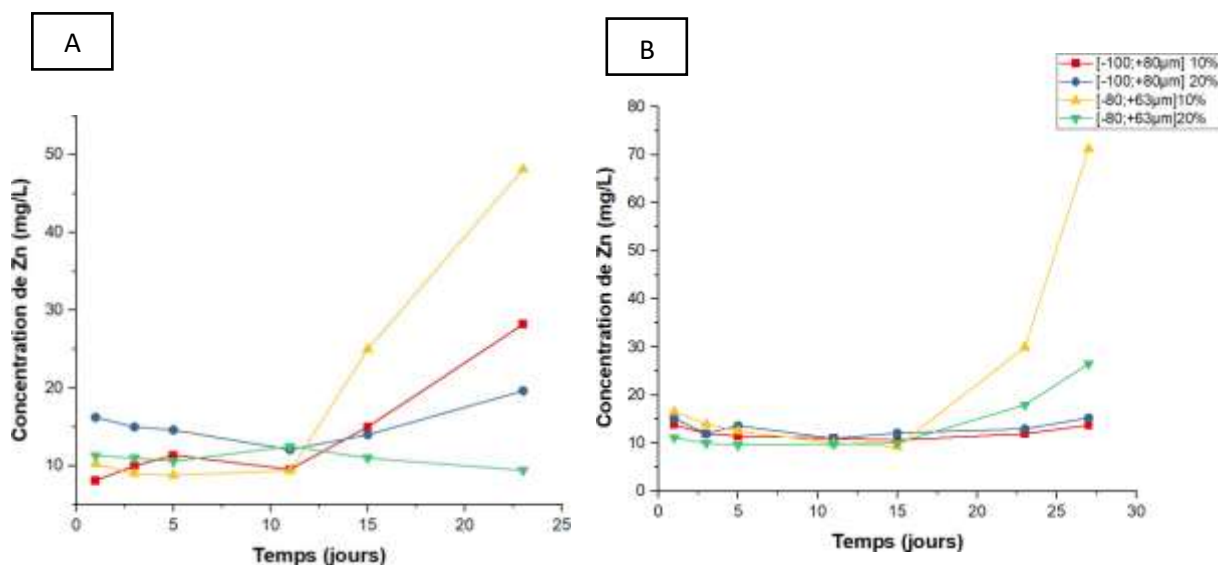 A
B
[-100;+80µm] 10%
[-100;+80µm] 20%
[-80;+63µm]10%
[-80;+63µm]20%
Concentration de Zn (mg/L)
50
40
30
20
10
0
5
10
15
20
25
Temps (jours)
Concentration de Zn (mg/L)
80
70
60
50
40
30
20
10
0
0
5
10
15
20
25
30
Temps (jours)